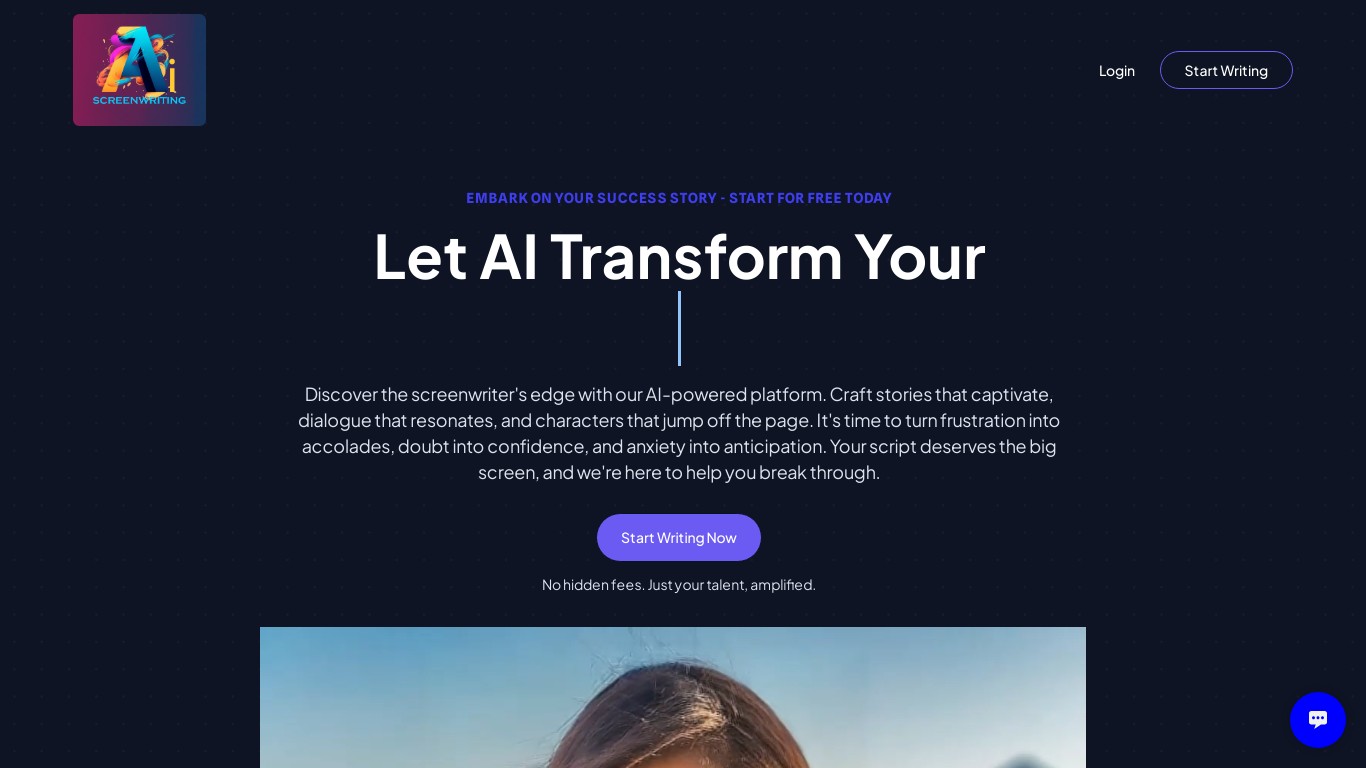 Ai
SCREENWRITING
Login
Start Writing
EMBARK ON YOUR SUCCESS STORY - START FOR FREE TODAY
Let AI Transform Your
Discover the screenwriter's edge with our AI-powered platform. Craft stories that captivate,
dialogue that resonates, and characters that jump off the page. It's time to turn frustration into
accolades, doubt into confidence, and anxiety into anticipation. Your script deserves the big
screen, and we're here to help you break through.
Start Writing Now
No hidden fees. Just your talent, amplified.